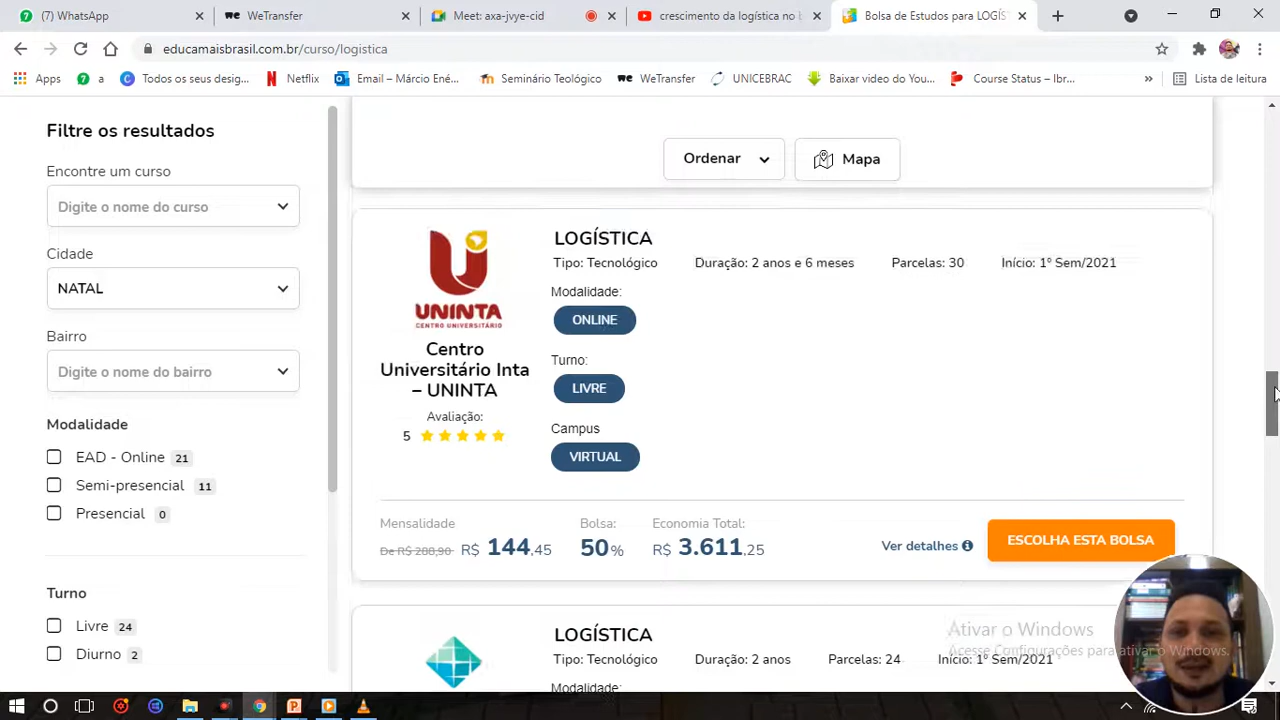 (7) WhatsApp
WeTransfer
Meet: axa-jvye-cid
crescimento da logística no b
Bolsa de Estudos para LOGÍST
educamaisbrasil.com.br/curso/logistica
Apps
a
Todos os seus desig...
Netflix
Email – Márcio Ené...
Seminário Teológico
WeTransfer
UNICEBRAC
Baixar video do You...
Course Status – Ibr...
»
Lista de leitura
Filtre os resultados
Encontre um curso
Digite o nome do curso
Cidade
NATAL
Bairro
Digite o nome do bairro
Modalidade
EAD - Online 21
Semi-presencial 11
Presencial 0
Turno
Livre 24
Diurno 2
Ordenar
Mapa
UNINTA
CENTRO UNIVERSITÁRIO
Centro
Universitário Inta
– UNINTA
Avaliação:
5
LOGÍSTICA
Tipo: Tecnológico Duração: 2 anos e 6 meses Parcelas: 30 Início: 1º Sem/2021
Modalidade:
ONLINE
Turno:
LIVRE
Campus
VIRTUAL
Mensalidade Bolsa: Economia Total:
De R$ 288,90 R$ 144,45 50% R$ 3.611,25 Ver detalhes ESCOLHA ESTA BOLSA
LOGÍSTICA
Tipo: Tecnológico Duração: 2 anos Parcelas: 24 Início: 1º Sem/2021
Modalidade:
Ativar o Windows
Acesse Configurações para ativar o Windows.